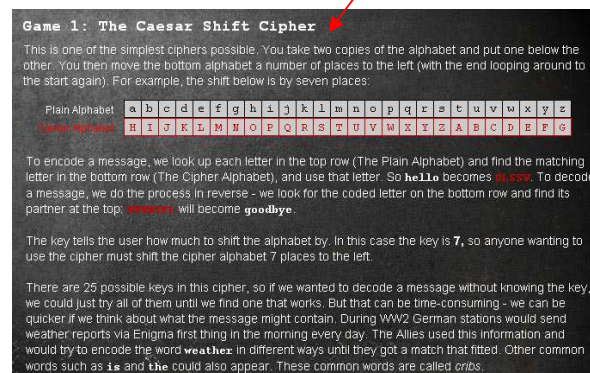 Game 1: The Caesar Shift Cipher
This is one of the simplest ciphers possible. You take two copies of the alphabet and put one below the
other. You then move the bottom alphabet a number of places to the left (with the end looping around to
the start again). For example, the shift below is by seven places:
Plain Alphabet a b c d e f g h i j k l m n o p q r s t u v w x y z
H I J K L M N O P Q R S T U V W X Y Z A B C D E F G
To encode a message, we look up each letter in the top row (The Plain Alphabet) and find the matching
letter in the bottom row (The Cipher Alphabet), and use that letter. So hello becomes OLSSV. To decode
a message, we do the process in reverse - we look for the coded letter on the bottom row and find its
partner at the top: will become goodbye.
The key tells the user how much to shift the alphabet by. In this case the key is 7, so anyone wanting to
use the cipher must shift the cipher alphabet 7 places to the left.
There are 25 possible keys in this cipher, so if we wanted to decode a message without knowing the key,
we could just try all of them until we find one that works. But that can be time-consuming - we can be
quicker if we think about what the message might contain. During WW2 German stations would send
weather reports via Enigma first thing in the morning every day. The Allies used this information and
would try to encode the word weather in different ways until they got a match that fitted. Other common
words such as is and the could also appear. These common words are called cribs.